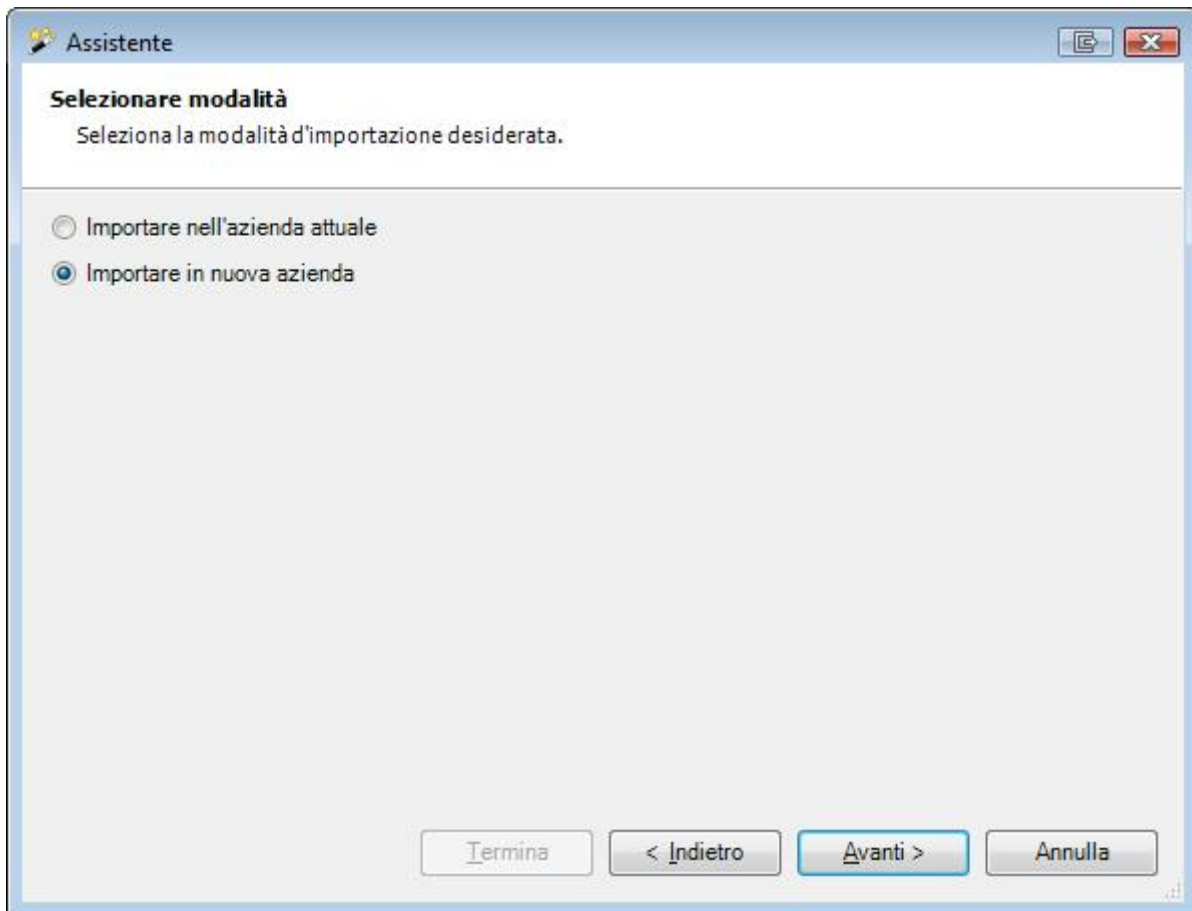 Assistente
Selezionare modalità
Seleziona la modalità d'importazione desiderata.
Importare nell'azienda attuale
Importare in nuova azienda
Termina < Indietro Avanti > Annulla